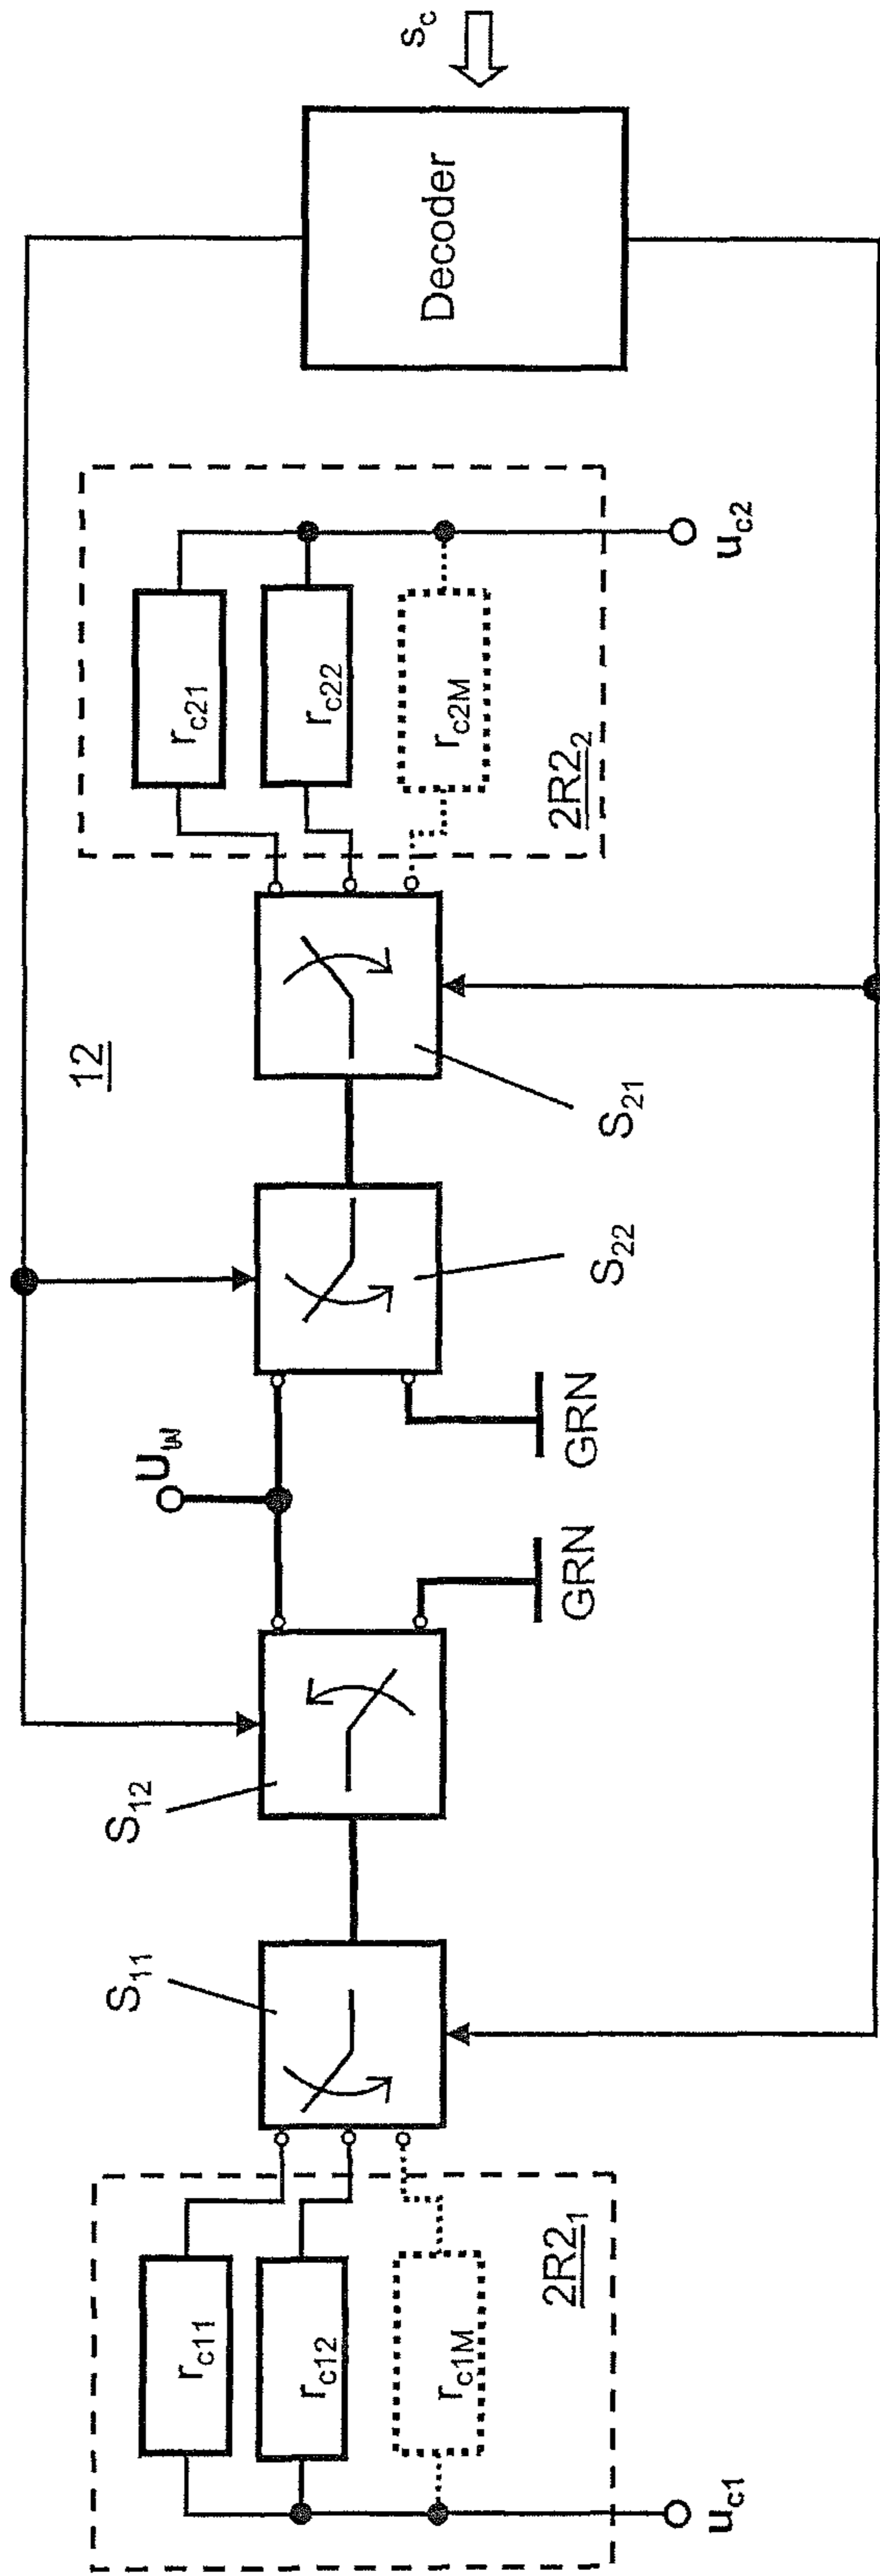 12
s_c
Decoder
S_11
S_12
u_w
S_22
S_21
r_c11
r_c12
r_c1M
2R2_1
u_c1
GRN
GRN
r_c21
r_c22
r_c2M
2R2_2
u_c2